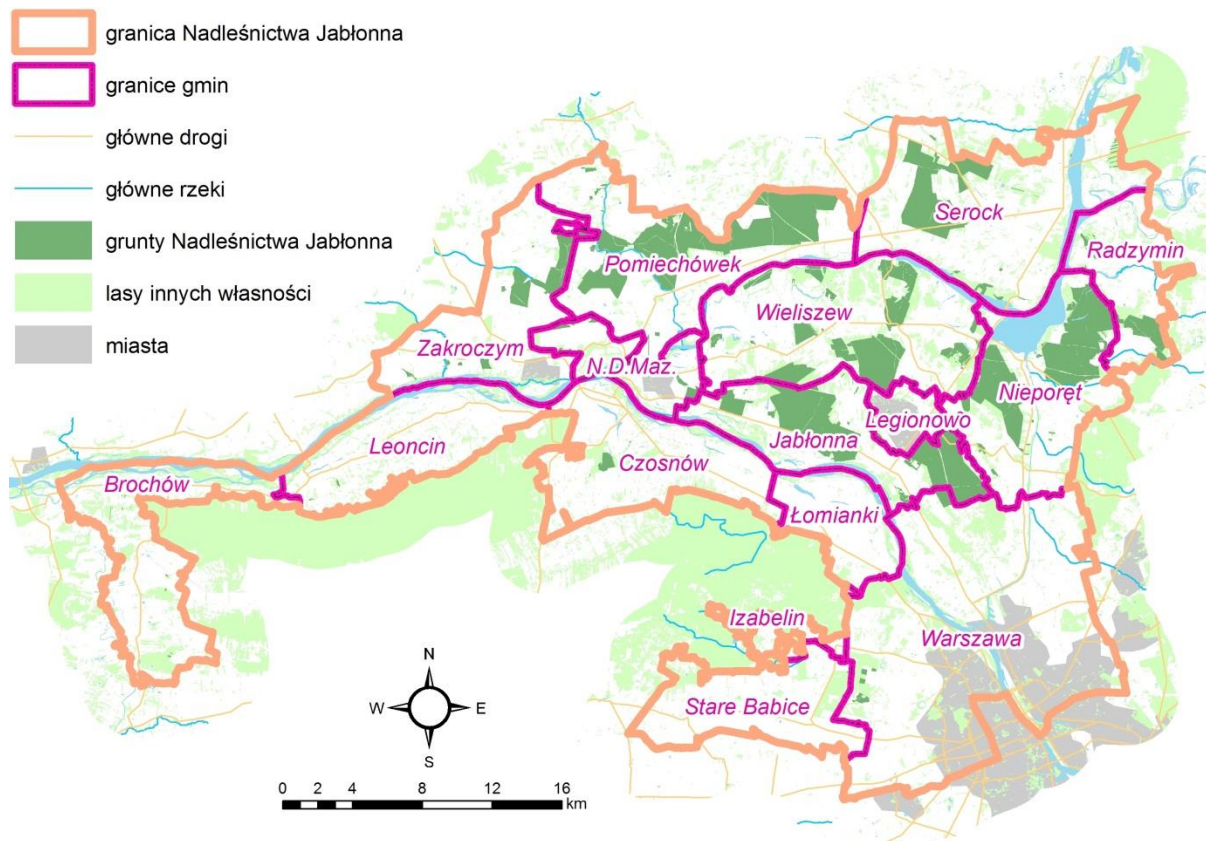 granica Nadleśnictwa Jabłonna
granice gmin
główne drogi
główne rzeki
grunty Nadleśnictwa Jabłonna
lasy innych własności
miasta
Serock
Radzymin
Pomiechówek
Wieliszew
Zakroczym
N.D.Maz.
Nieporęt
Legionowo
Jabłonna
Leoncin
Czosnów
Brochów
Łomianki
Izabelin
Warszawa
Stare Babice
N
W E
S
0 2 4 8 12 16
km